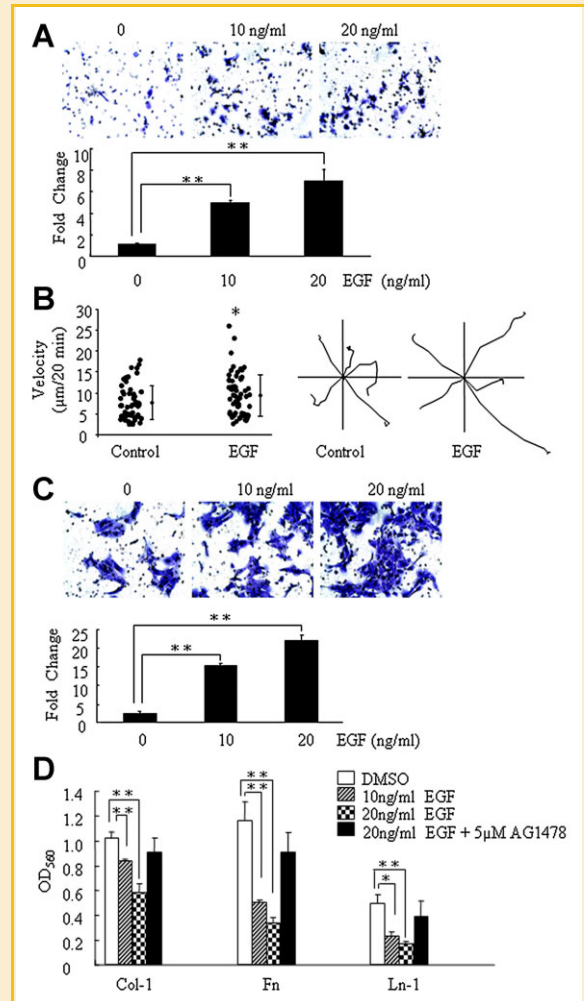 A
0 10 ng/ml 20 ng/ml
10
8
6
4
2
0
Fold Change
**
**
0 10 20 EGF (ng/ml)
B
30
25
20
15
10
5
0
Velocity
(μm/20 min)
*
Control EGF Control EGF
C
0 10 ng/ml 20 ng/ml
25
20
15
10
5
0
Fold Change
**
**
0 10 20 EGF (ng/ml)
D
1.4
1.2
1.0
0.8
0.6
0.4
0.2
0
OD560
**
**
**
**
**
*
DMSO
10ng/ml EGF
20ng/ml EGF
20ng/ml EGF + 5μM AG1478
Col-1 Fn Ln-1